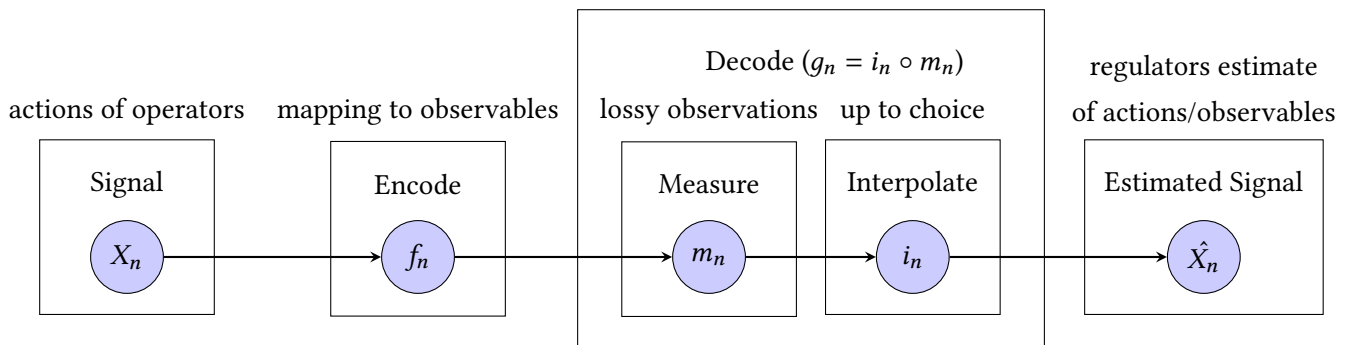 Decode (gₙ = iₙ ∘ mₙ)
regulators estimate
actions of operators
mapping to observables
lossy observations
up to choice
of actions/observables
Signal
Encode
Measure
Interpolate
Estimated Signal
Xₙ
fₙ
mₙ
iₙ
X̂ₙ